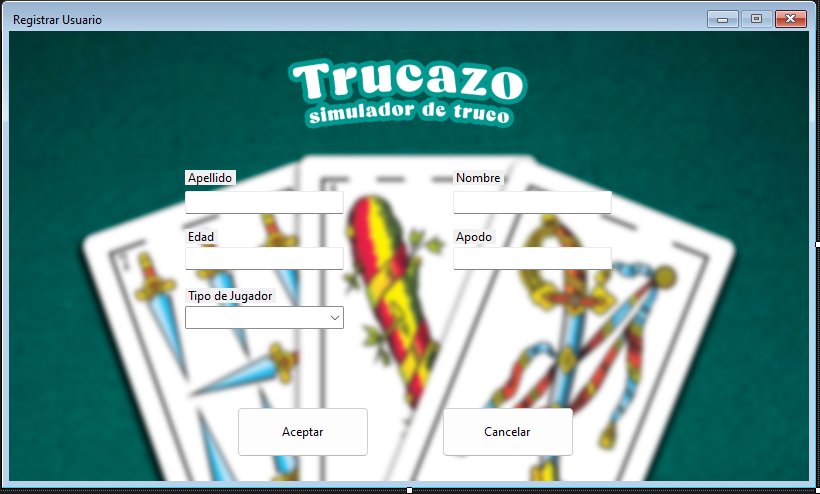 Registrar Usuario
Trucazo
simulador de truco
Apellido
Nombre
Edad
Apodo
Tipo de Jugador
Aceptar
Cancelar